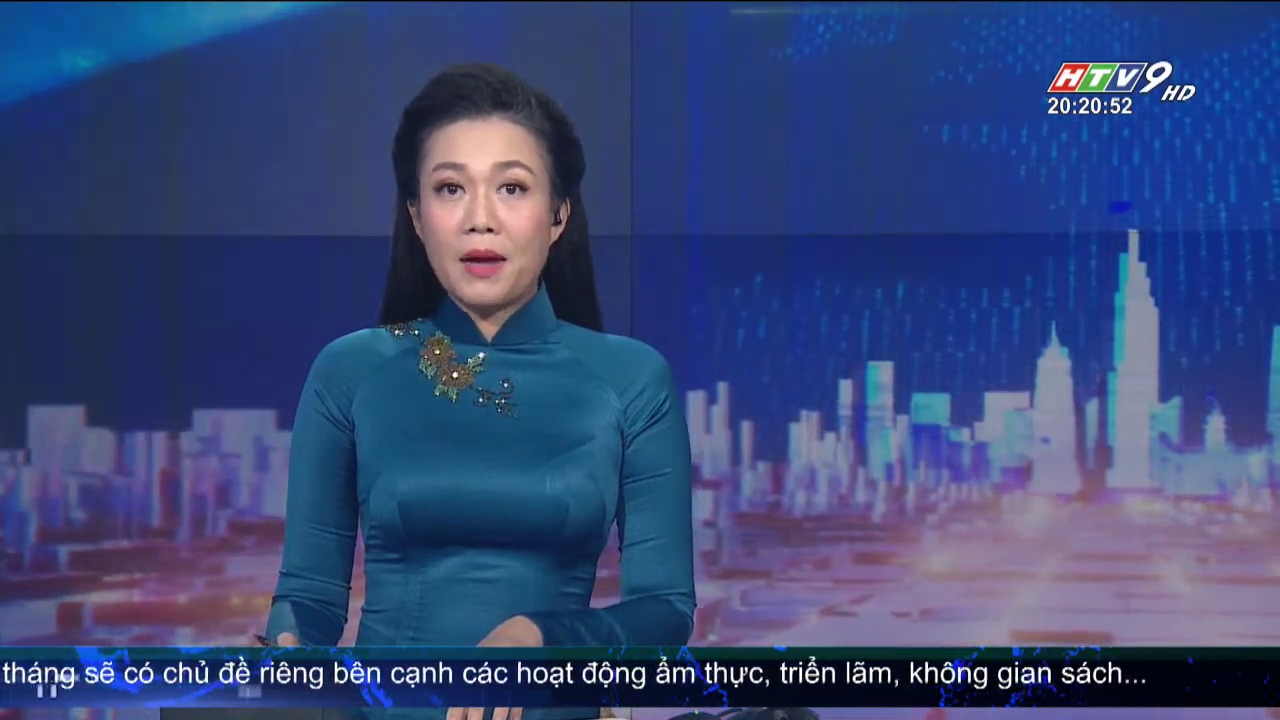 HTV9 HD
20:20:52
tháng sẽ có chủ đề riêng bên cạnh các hoạt động ẩm thực, triển lãm, không gian sách...